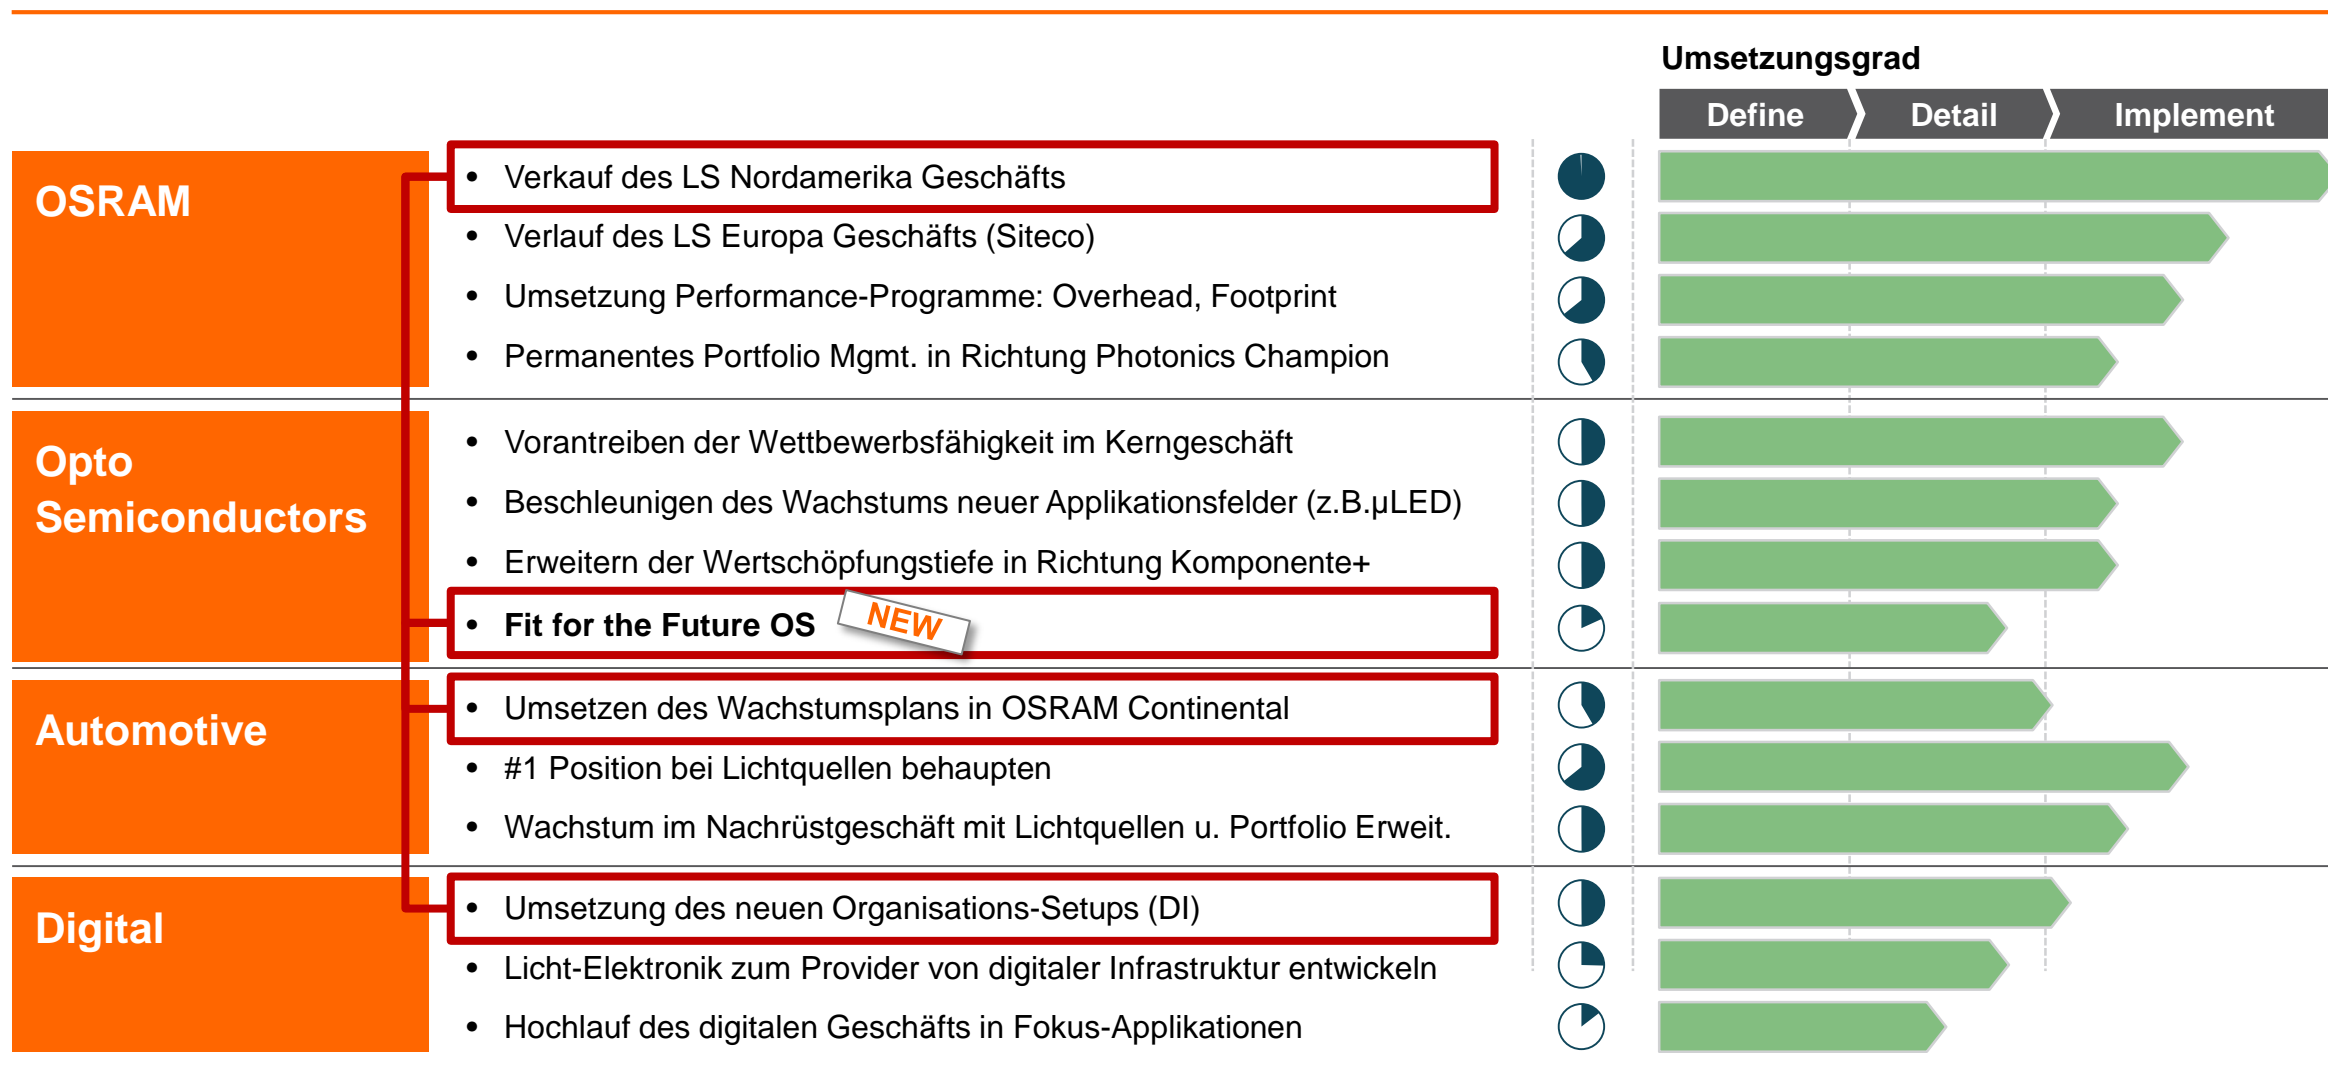 Umsetzungsgrad
Define Detail Implement
OSRAM
• Verkauf des LS Nordamerika Geschäfts
• Verlauf des LS Europa Geschäfts (Siteco)
• Umsetzung Performance-Programme: Overhead, Footprint
• Permanentes Portfolio Mgmt. in Richtung Photonics Champion
Opto
Semiconductors
• Vorantreiben der Wettbewerbsfähigkeit im Kerngeschäft
• Beschleunigen des Wachstums neuer Applikationsfelder (z.B.µLED)
• Erweitern der Wertschöpfungstiefe in Richtung Komponente+
• Fit for the Future OS NEW
Automotive
• Umsetzen des Wachstumsplans in OSRAM Continental
• #1 Position bei Lichtquellen behaupten
• Wachstum im Nachrüstgeschäft mit Lichtquellen u. Portfolio Erweit.
Digital
• Umsetzung des neuen Organisations-Setups (DI)
• Licht-Elektronik zum Provider von digitaler Infrastruktur entwickeln
• Hochlauf des digitalen Geschäfts in Fokus-Applikationen